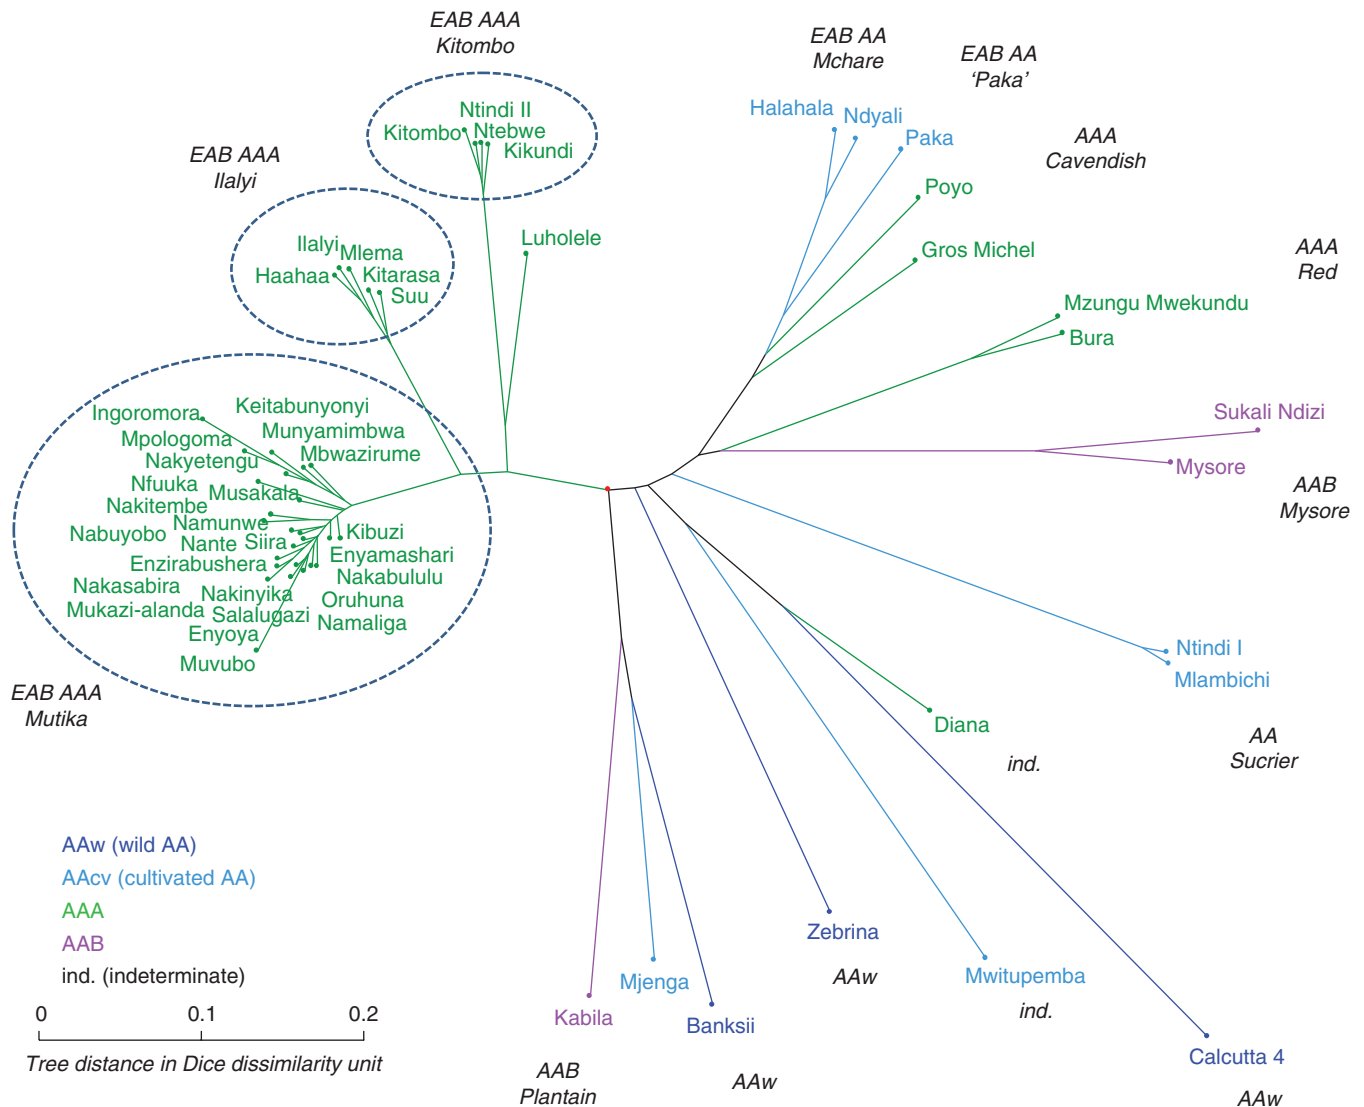 EAB AAA
Kitombo
EAB AA
Mchare
EAB AA
'Paka'
Halahala
Ndyali
Paka
AAA
Cavendish
Ntindi II
Kitombo
Ntebwe
Kikundi
EAB AAA
Ilalyi
Poyo
Gros Michel
Luholele
Ilalyi
Mlema
Haahaa
Kitarasa
Suu
AAA
Red
Mzungu Mwekundu
Bura
Ingoromora
Keitabunyonyi
Mpologoma
Munyamimbwa
Nakyetengu
Mbwazirume
Nfuuka
Musakala
Nakitembe
Namunwe
Nabuyobo
Nante
Siira
Kibuzi
Enzirabushera
Enyamashari
Nakasabira
Nakinyika
Nakabululu
Mukazi-alanda
Salalugazi
Oruhuna
Enyoya
Namaliga
Muvubo
EAB AAA
Mutika
Sukali Ndizi
Mysore
AAB
Mysore
Ntindi I
Mlambichi
AA
Sucrier
Diana
ind.
Zebrina
AAw
Mwitupemba
ind.
Mjenga
Kabila
Banksii
Calcutta 4
AAB
Plantain
AAw
AAw
AAw (wild AA)
AAcv (cultivated AA)
AAA
AAB
ind. (indeterminate)
0 0.1 0.2
Tree distance in Dice dissimilarity unit